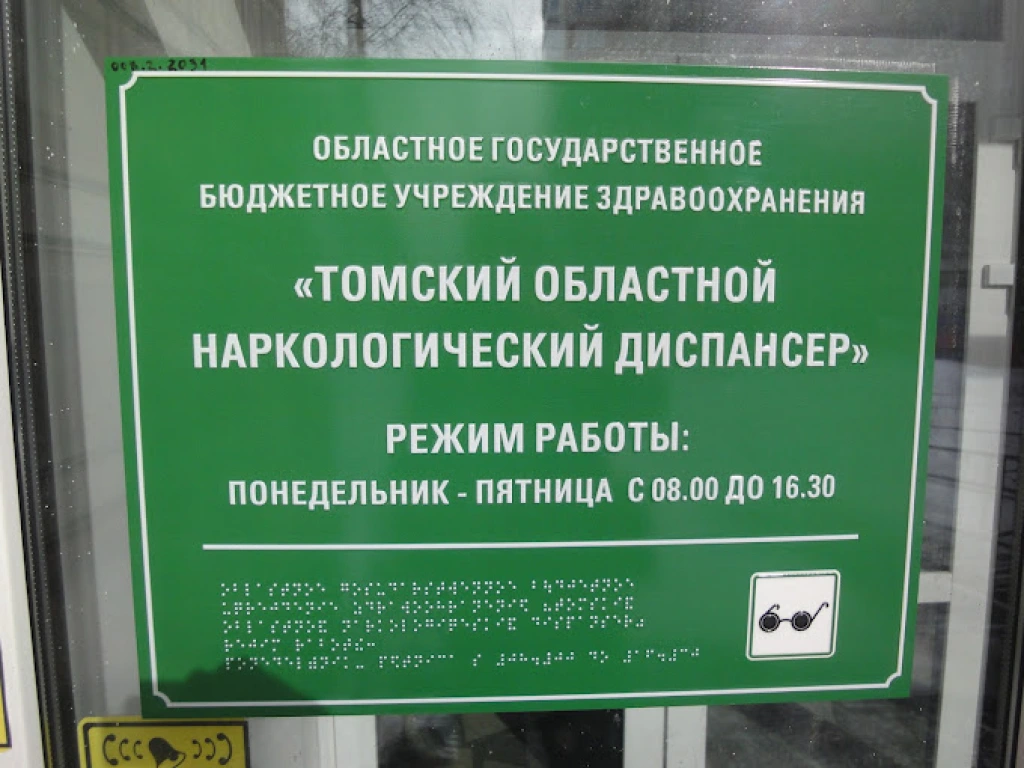 ОБЛАСТНОЕ ГОСУДАРСТВЕННОЕ
БЮДЖЕТНОЕ УЧРЕЖДЕНИЕ ЗДРАВООХРАНЕНИЯ
«ТОМСКИЙ ОБЛАСТНОЙ
НАРКОЛОГИЧЕСКИЙ ДИСПАНСЕР»
РЕЖИМ РАБОТЫ:
ПОНЕДЕЛЬНИК - ПЯТНИЦА С 08.00 ДО 16.30